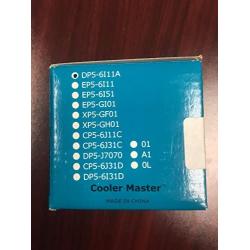 DP5-6I11A
EP5-6I11
EP5-6I51
EP5-GI01
XP5-GF01
XP5-GH01
CP5-6J11C
CP5-6J31C 01
DP5-J7070 A1
CP5-6J31D 0L
DP5-6I31D
Cooler Master
MADE IN CHINA